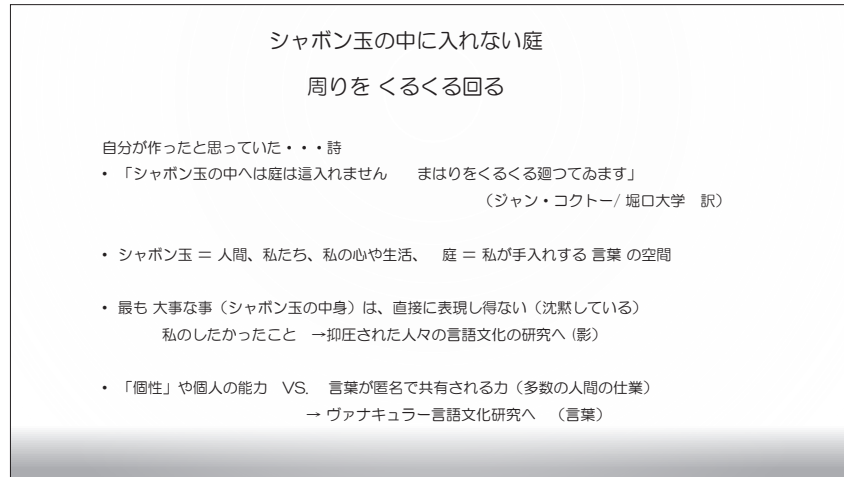 シャボン玉の中に入れない庭
周りを くるくる回る
自分が作ったと思っていた・・・詩
• 「シャボン玉の中へは庭は這入れません　　まはりをくるくる廻つてゐます」
（ジャン・コクトー/ 堀口大学　訳）
• シャボン玉 ＝ 人間、私たち、私の心や生活、　庭 ＝ 私が手入れする 言葉 の空間
• 最も 大事な事（シャボン玉の中身）は、直接に表現し得ない（沈黙している）
私のしたかったこと　→抑圧された人々の言語文化の研究へ (影)
• 「個性」や個人の能力　VS.　言葉が匿名で共有される力（多数の人間の仕業）
→ ヴァナキュラー言語文化研究へ　（言葉）